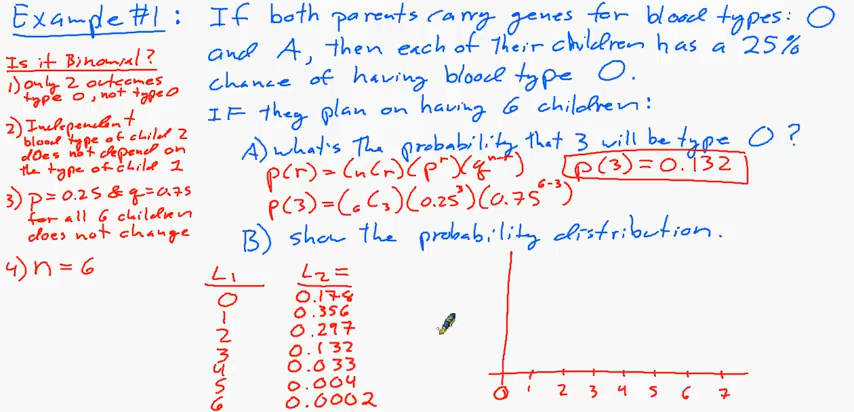 Example #1:
If both parents carry genes for blood types: O
and A, then each of their children has a 25%
chance of having blood type O.
IF they plan on having 6 children:
A) what's the probability that 3 will be type O?
p(r) = (nCr)(p^r)(q^n-r)
p(3) = 0.132
p(3) = (6C3)(0.25^3)(0.75^6-3)
B) show the probability distribution.
Is it Binomial?
1) only 2 outcomes
type O, not type O
2) Independent
blood type of child 2
does not depend on
the type of child 1
3) p = 0.25 & q = 0.75
for all 6 children
does not change
4) n = 6
L1 L2 =
0 0.178
1 0.356
2 0.297
3 0.132
4 0.033
5 0.004
6 0.0002
0 1 2 3 4 5 6 7